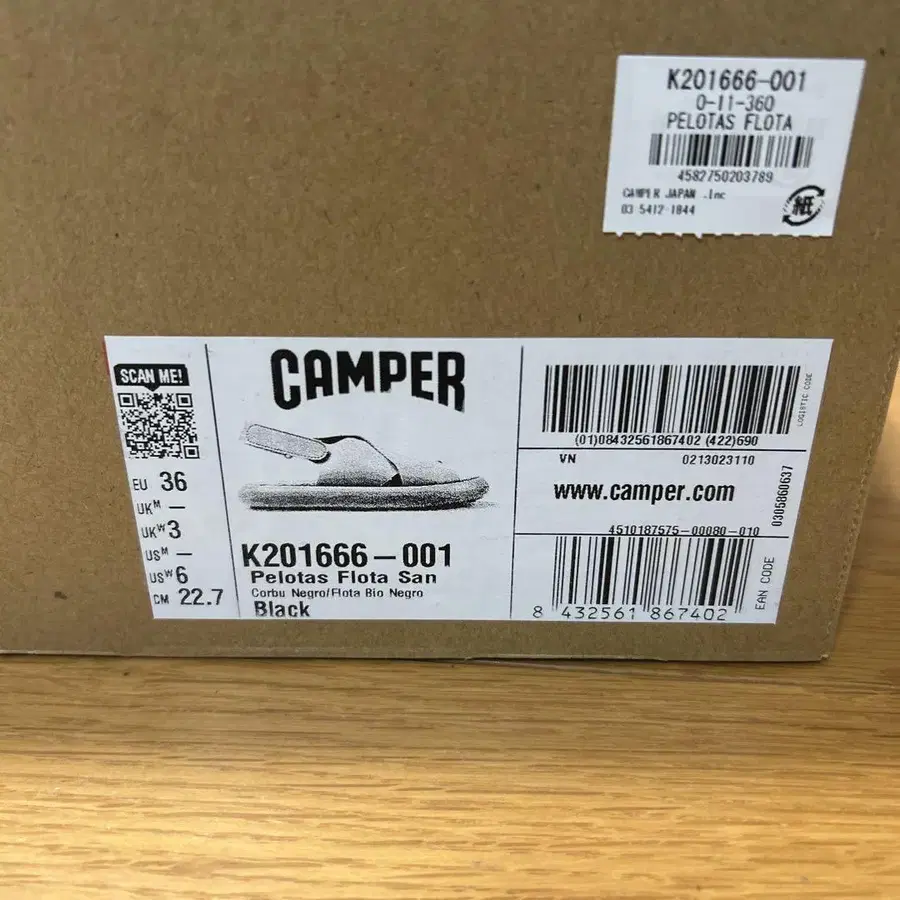 K201666-001
0-11-360
PELOTAS FLOTA
4582750203789
CAMPER JAPAN .Inc
03 5412-1844
紙
SCAN ME!
EU 36
UKM —
UKW 3
USM —
USW 6
CM 22.7
CAMPER
K201666-001
Pelotas Flota San
Corbu Negro/Flota Bio Negro
Black
(01)08432561867402(422)690
LOGISTIC CODE
VN 0213023110
www.camper.com
0305860637
4510187575-00080-010
8 432561 867402
EAN CODE